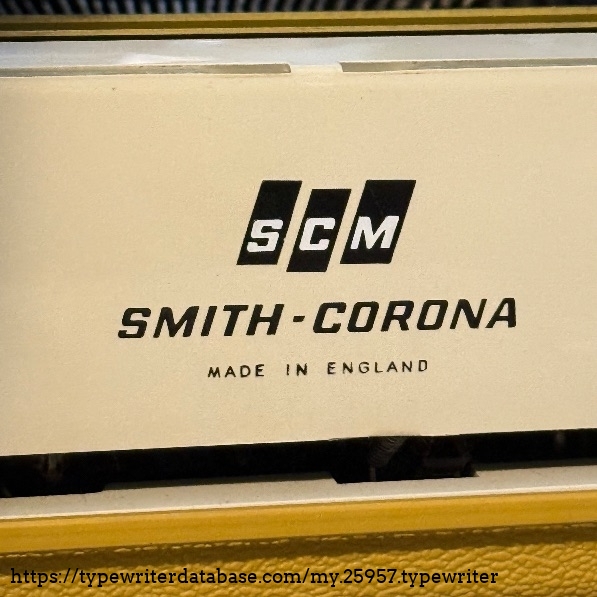 SCM
SMITH-CORONA
MADE IN ENGLAND
https://typewriterdatabase.com/my.25957.typewriter